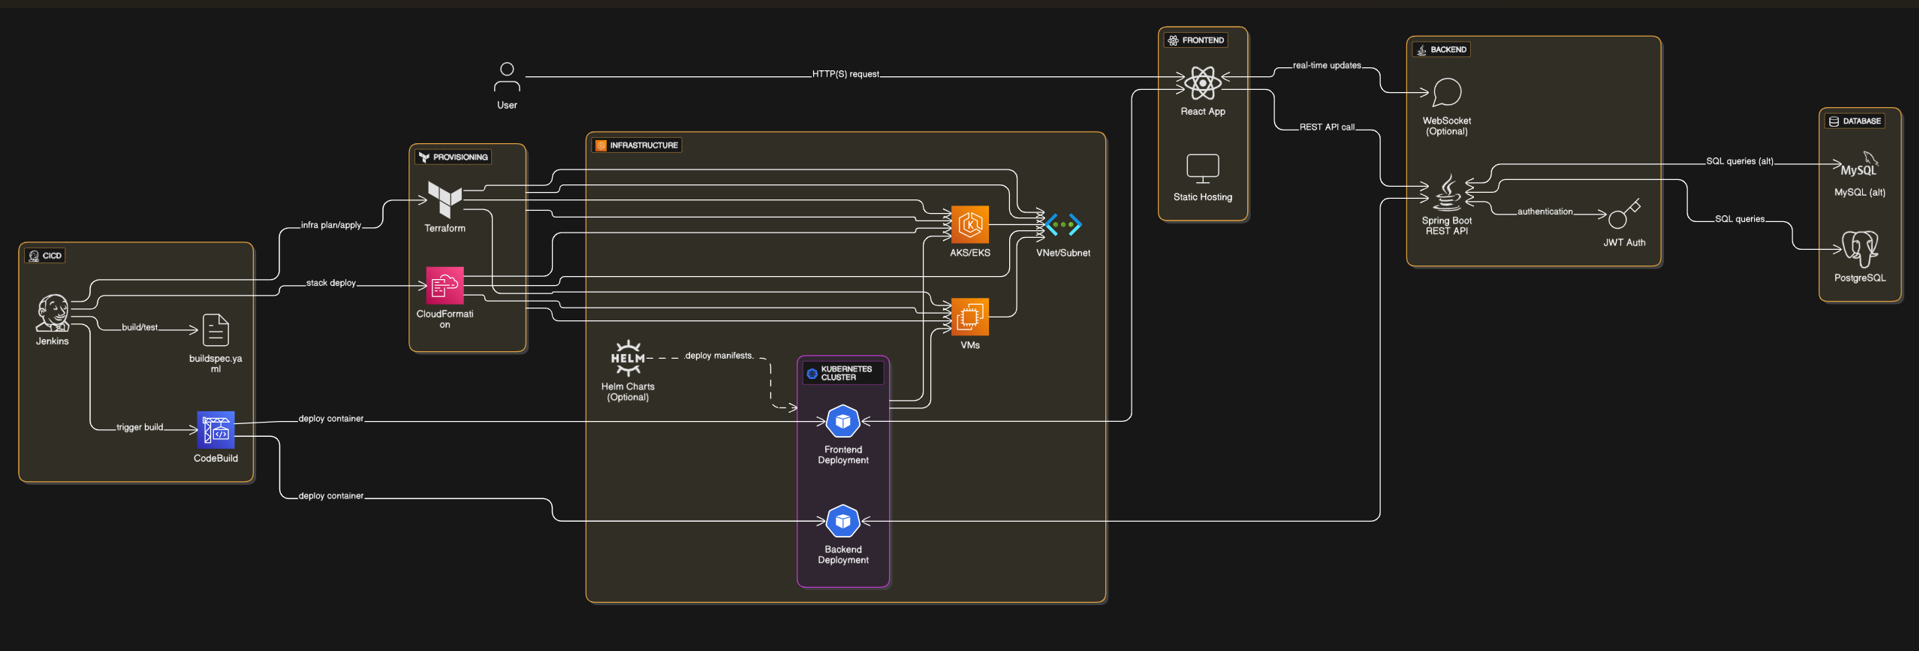 FRONTEND
React App
Static Hosting
HTTP(S) request
User
real-time updates
REST API call
BACKEND
WebSocket
(Optional)
Spring Boot
REST API
authentication
JWT Auth
SQL queries (alt)
SQL queries
DATABASE
MySQL
MySQL (alt)
PostgreSQL
PROVISIONING
Terraform
CloudFormati
on
infra plan/apply
stack deploy
CICD
Jenkins
build/test
buildspec.ya
ml
trigger build
CodeBuild
deploy container
deploy container
INFRASTRUCTURE
AKS/EKS
VNet/Subnet
VMs
HELM
Helm Charts
(Optional)
deploy manifests
KUBERNETES
CLUSTER
Frontend
Deployment
Backend
Deployment